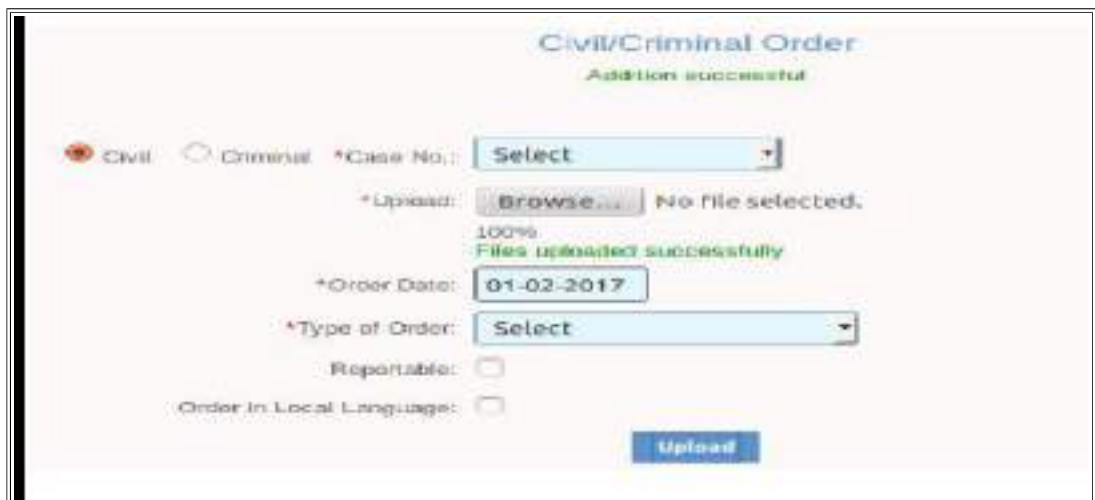 Civil/Criminal Order
Addition successful
Civil Criminal *Case No.: Select
*Upload: Browse... No file selected.
100%
Files uploaded successfully
*Order Date: 01-02-2017
*Type of Order: Select
Reportable:
Order in Local Language:
Upload